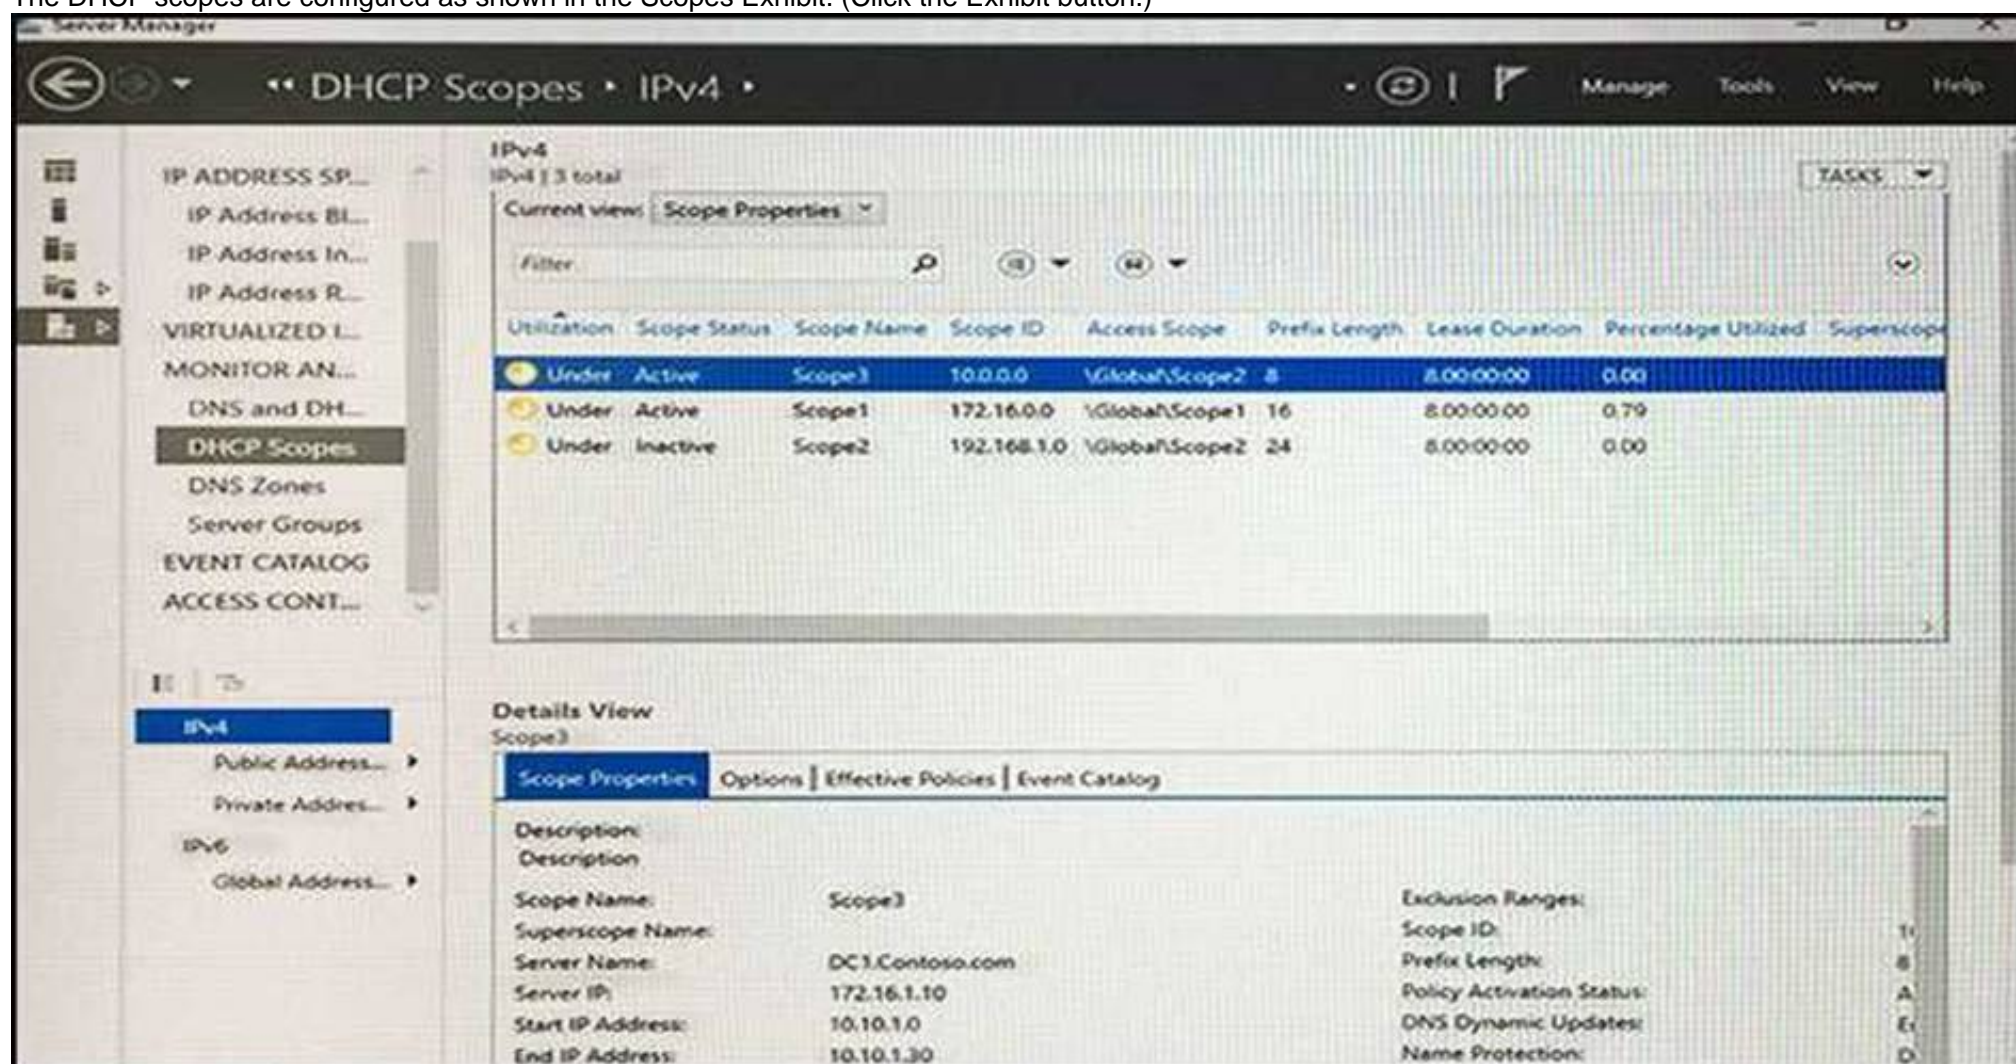 The DHCP scopes are configured as shown in the Scopes Exhibit. (Click the Exhibit button.)
Server Manager
DHCP Scopes IPv4
Manage Tools View Help
IP ADDRESS SP...
IP Address Bl...
IP Address In...
IP Address R...
VIRTUALIZED I...
MONITOR AN...
DNS and DH...
DHCP Scopes
DNS Zones
Server Groups
EVENT CATALOG
ACCESS CONT...
IPv4
Public Address...
Private Addres...
IPv6
Global Address...
IPv4
IPv4 | 3 total
TASKS
Current view: Scope Properties
Filter
Utilization Scope Status Scope Name Scope ID Access Scope Prefix Length Lease Duration Percentage Utilized Superscope
Under Active Scope3 10.0.0.0 \Global\Scope2 8 8.00:00:00 0.00
Under Active Scope1 172.16.0.0 \Global\Scope1 16 8.00:00:00 0.79
Under Inactive Scope2 192.168.1.0 \Global\Scope2 24 8.00:00:00 0.00
Details View
Scope3
Scope Properties Options | Effective Policies | Event Catalog
Description:
Description
Scope Name: Scope3 Exclusion Ranges:
Superscope Name: Scope ID:
Server Name: DC1.Contoso.com Prefix Length: 8
Server IP: 172.16.1.10 Policy Activation Status:
Start IP Address: 10.10.1.0 DNS Dynamic Updates:
End IP Address: 10.10.1.30 Name Protection: